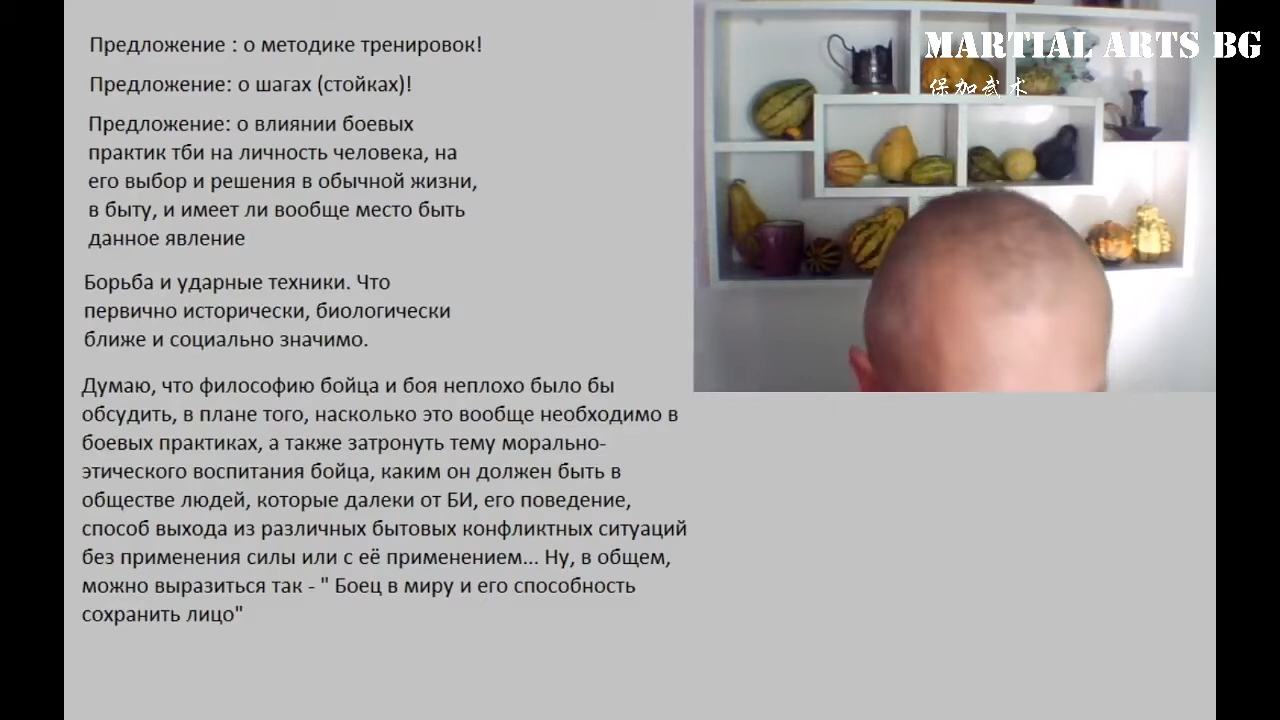 Предложение : о методике тренировок!
Предложение: о шагах (стойках)!
Предложение: о влиянии боевых
практик тби на личность человека, на
его выбор и решения в обычной жизни,
в быту, и имеет ли вообще место быть
данное явление
Борьба и ударные техники. Что
первично исторически, биологически
ближе и социально значимо.
Думаю, что философию бойца и боя неплохо было бы
обсудить, в плане того, насколько это вообще необходимо в
боевых практиках, а также затронуть тему морально-
этического воспитания бойца, каким он должен быть в
обществе людей, которые далеки от БИ, его поведение,
способ выхода из различных бытовых конфликтных ситуаций
без применения силы или с её применением... Ну, в общем,
можно выразиться так - " Боец в миру и его способность
сохранить лицо"
MARTIAL ARTS BG
保加武术